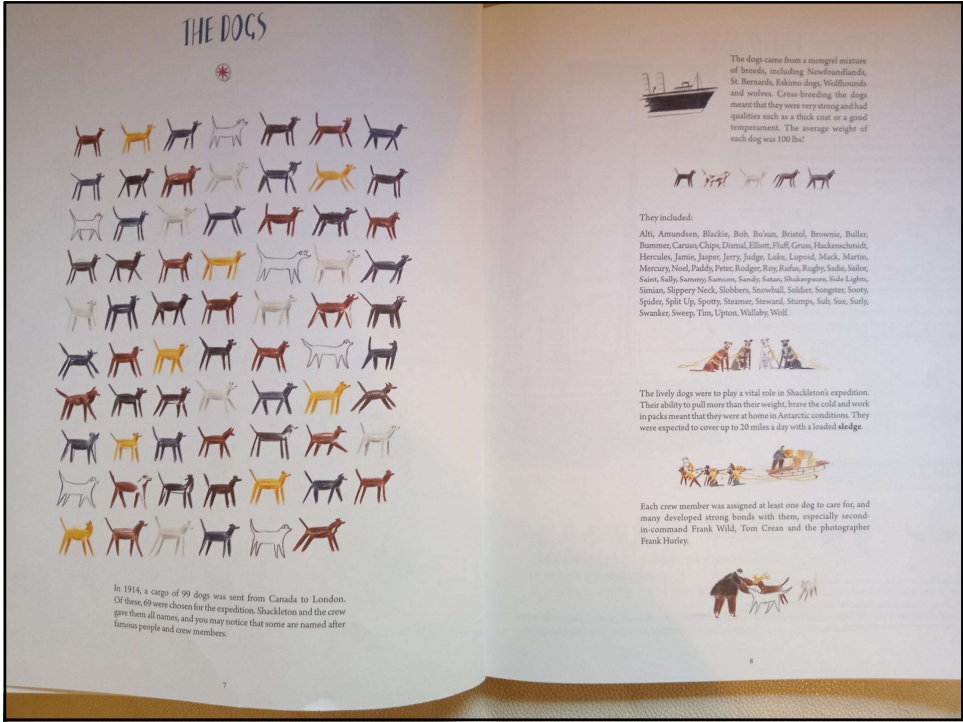 THE DOGS
In 1914, a cargo of 99 dogs was sent from Canada to London.
Of these, 69 were chosen for the expedition. Shackleton and the crew
gave them all names, and you may notice that some are named after
famous people and crew members.
7
The dogs came from a mongrel mixture
of breeds, including Newfoundlands,
St. Bernards, Eskimo dogs, Wolfhounds
and wolves. Cross-breeding the dogs
meant that they were very strong and had
qualities such as a thick coat or a good
temperament. The average weight of
each dog was 100 lbs!
They included:
Alti, Amundsen, Blackie, Bob, Bo'sun, Bristol, Brownie, Buller,
Bummer, Caruso, Chips, Dismal, Elliott, Fluff, Gruss, Hackenschmidt,
Hercules, Jamie, Jasper, Jerry, Judge, Luke, Lupoid, Mack, Martin,
Mercury, Noel, Paddy, Peter, Rodger, Roy, Rufus, Rugby, Sadie, Sailor,
Saint, Sally, Sammy, Samson, Sandy, Satan, Shakespeare, Side Lights,
Simian, Slippery Neck, Slobbers, Snowball, Soldier, Songster, Sooty,
Spider, Split Up, Spotty, Steamer, Steward, Stumps, Sub, Sue, Surly,
Swanker, Sweep, Tim, Upton, Wallaby, Wolf.
The lively dogs were to play a vital role in Shackleton's expedition.
Their ability to pull more than their weight, brave the cold and work
in packs meant that they were at home in Antarctic conditions. They
were expected to cover up to 20 miles a day with a loaded sledge.
Each crew member was assigned at least one dog to care for, and
many developed strong bonds with them, especially second-
in-command Frank Wild, Tom Crean and the photographer
Frank Hurley.
8